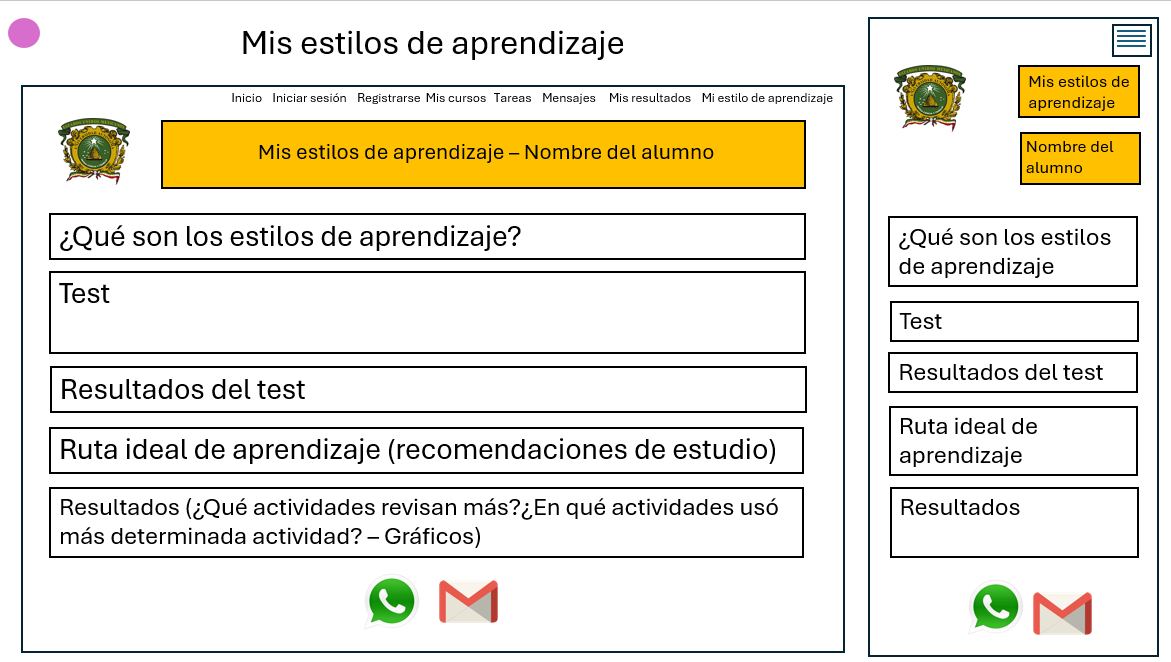 Mis estilos de aprendizaje
Inicio Iniciar sesión Registrarse Mis cursos Tareas Mensajes Mis resultados Mi estilo de aprendizaje
Mis estilos de aprendizaje – Nombre del alumno
¿Qué son los estilos de aprendizaje?
Test
Resultados del test
Ruta ideal de aprendizaje (recomendaciones de estudio)
Resultados (¿Qué actividades revisan más?¿En qué actividades usó
más determinada actividad? – Gráficos)
Mis estilos de
aprendizaje
Nombre del
alumno
¿Qué son los estilos
de aprendizaje
Test
Resultados del test
Ruta ideal de
aprendizaje
Resultados